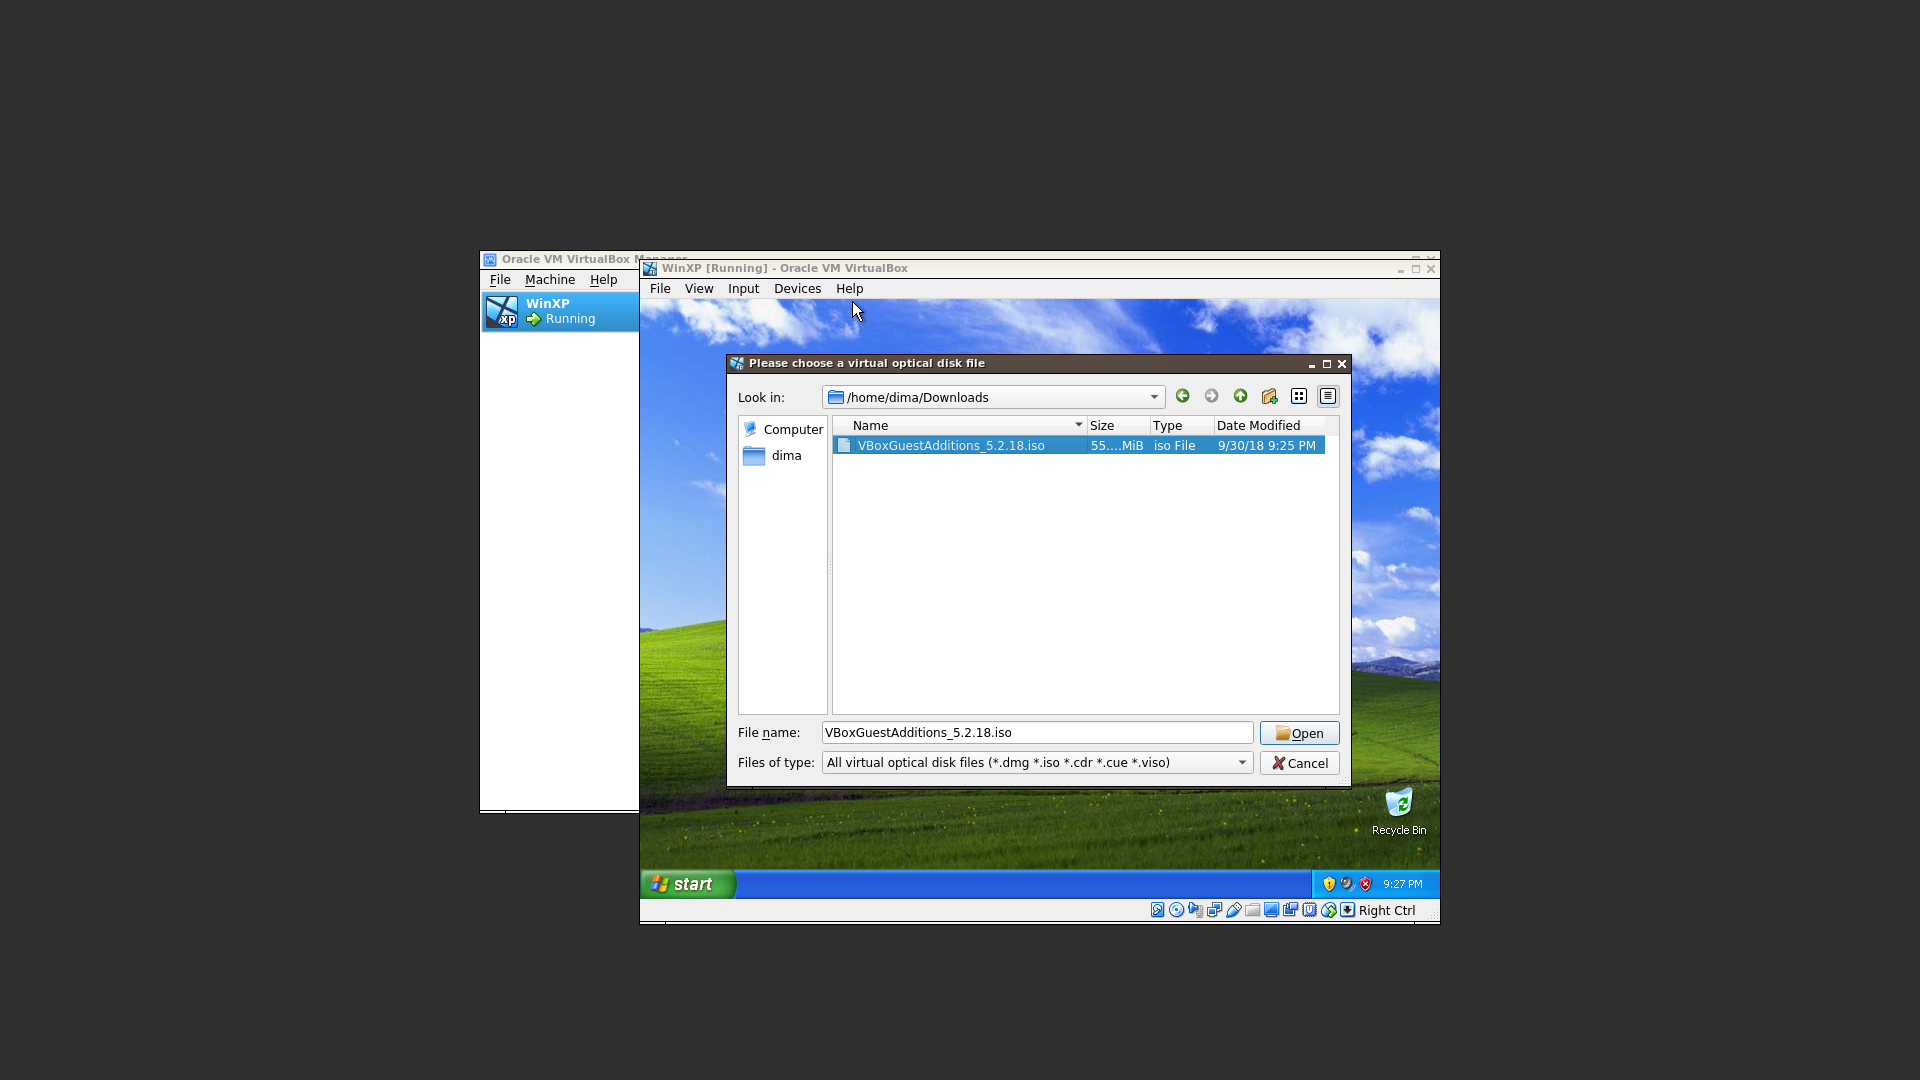 Oracle VM VirtualBox Manager
File Machine Help
WinXP
Running
WinXP [Running] - Oracle VM VirtualBox
File View Input Devices Help
Please choose a virtual optical disk file
Look in: /home/dima/Downloads
Computer
dima
Name Size Type Date Modified
VBoxGuestAdditions_5.2.18.iso 55....MiB iso File 9/30/18 9:25 PM
File name: VBoxGuestAdditions_5.2.18.iso Open
Files of type: All virtual optical disk files (*.dmg *.iso *.cdr *.cue *.viso) Cancel
Recycle Bin
start 9:27 PM
Right Ctrl